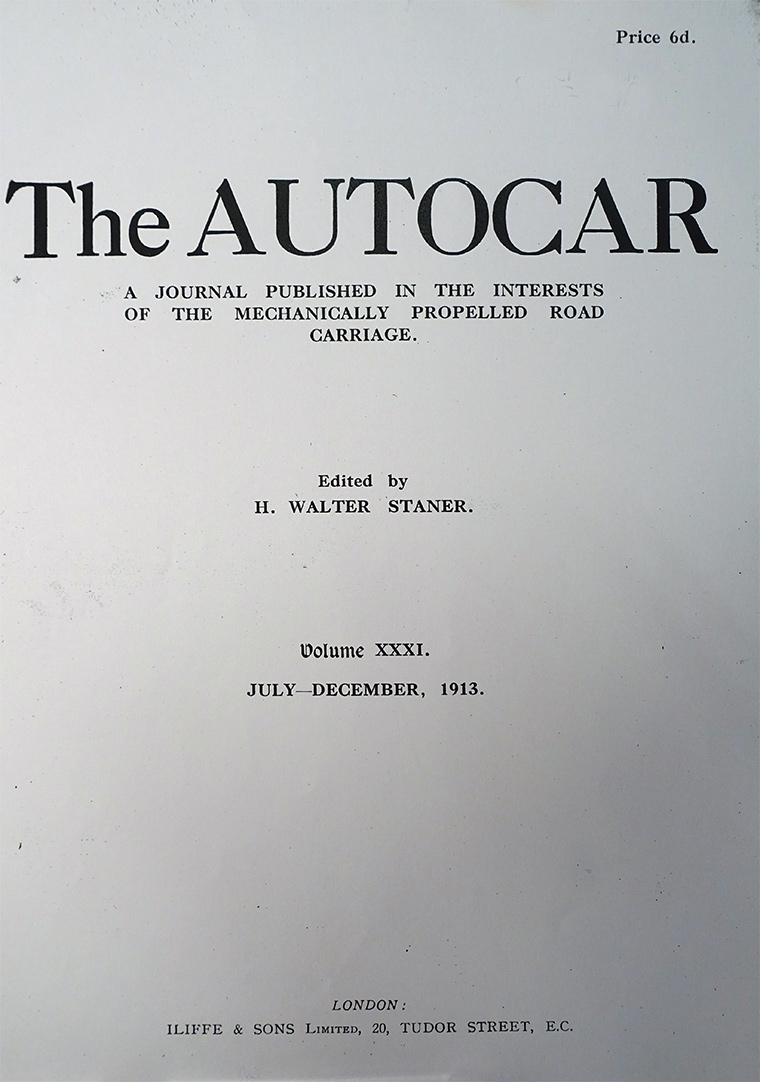 Price 6d.
The AUTOCAR
A JOURNAL PUBLISHED IN THE INTERESTS
OF THE MECHANICALLY PROPELLED ROAD
CARRIAGE.
Edited by
H. WALTER STANER.
Volume XXXI.
JULY—DECEMBER, 1913.
LONDON:
ILIFFE & SONS LIMITED, 20, TUDOR STREET, E.C.